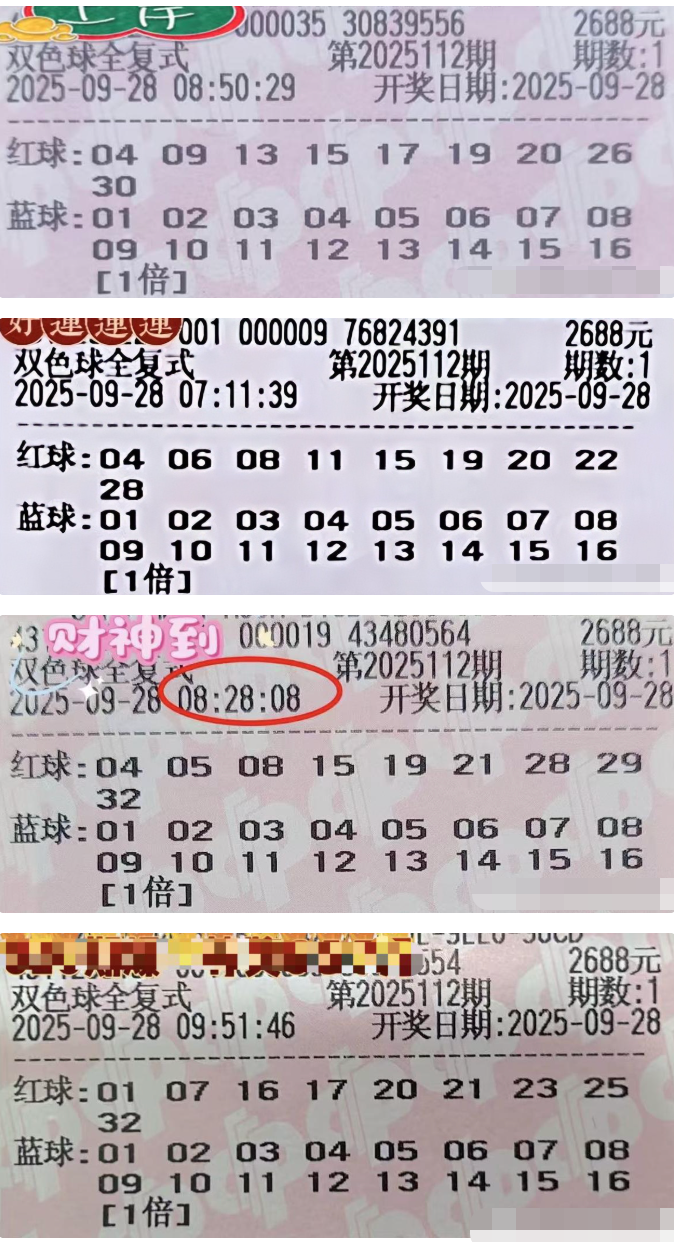 上岸
000035 30839556 2688元
双色球全复式 第2025112期 期数:1
2025-09-28 08:50:29 开奖日期:2025-09-28
红球:04 09 13 15 17 19 20 26
30
蓝球:01 02 03 04 05 06 07 08
09 10 11 12 13 14 15 16
[1倍]
好運連連
001 000009 76824391 2688元
双色球全复式 第2025112期 期数:1
2025-09-28 07:11:39 开奖日期:2025-09-28
红球:04 06 08 11 15 19 20 22
28
蓝球:01 02 03 04 05 06 07 08
09 10 11 12 13 14 15 16
[1倍]
财神到
43 000019 43480564 2688元
双色球全复式 第2025112期 期数:1
2025-09-28 08:28:08 开奖日期:2025-09-28
红球:04 05 08 15 19 21 28 29
32
蓝球:01 02 03 04 05 06 07 08
09 10 11 12 13 14 15 16
[1倍]
554 2688元
双色球全复式 第2025112期 期数:1
2025-09-28 09:51:46 开奖日期:2025-09-28
红球:01 07 16 17 20 21 23 25
32
蓝球:01 02 03 04 05 06 07 08
09 10 11 12 13 14 15 16
[1倍]